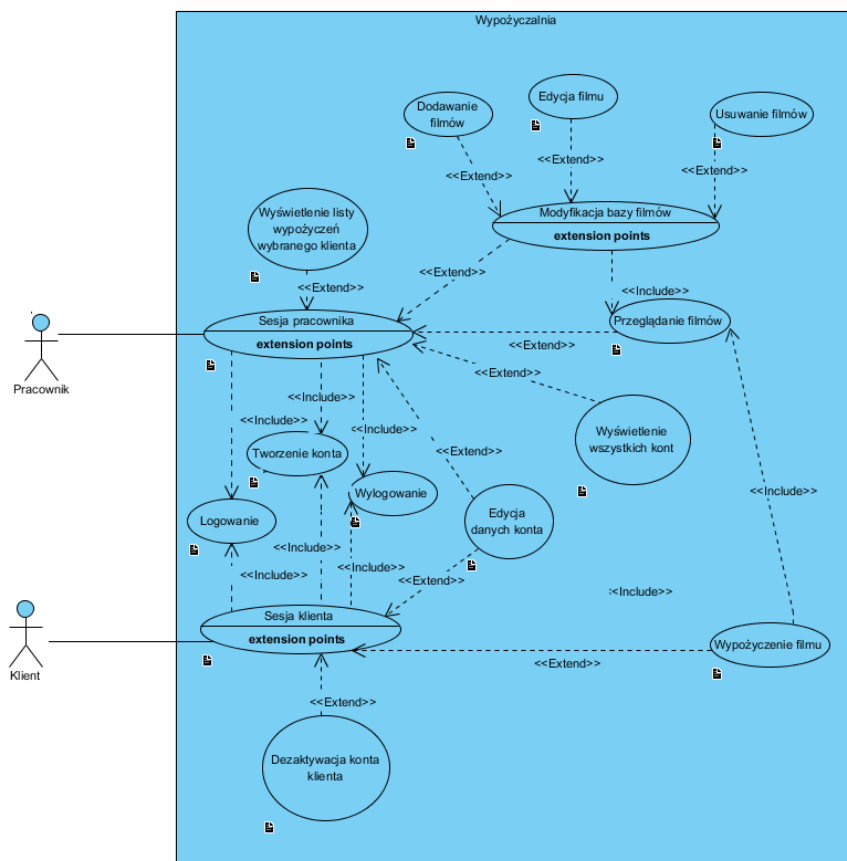 Wypożyczalnia
Dodawanie
filmów
Edycja filmu
Usuwanie filmów
<<Extend>>
<<Extend>>
<<Extend>>
Wyświetlenie listy
wypożyczeń
wybranego klienta
Modyfikacja bazy filmów
extension points
<<Extend>>
<<Extend>>
<<Include>>
Sesja pracownika
extension points
Przeglądanie filmów
<<Extend>>
Pracownik
<<Extend>>
<<Include>>
<<Include>>
<<Include>>
Tworzenie konta
Wyświetlenie
wszystkich kont
<<Extend>>
Wylogowanie
Logowanie
Edycja
danych konta
<<Include>>
<<Include>>
<<Include>>
<<Include>>
<<Extend>>
<Include>>
Sesja klienta
extension points
Klient
Wypożyczenie filmu
<<Extend>>
<<Extend>>
Dezaktywacja konta
klienta